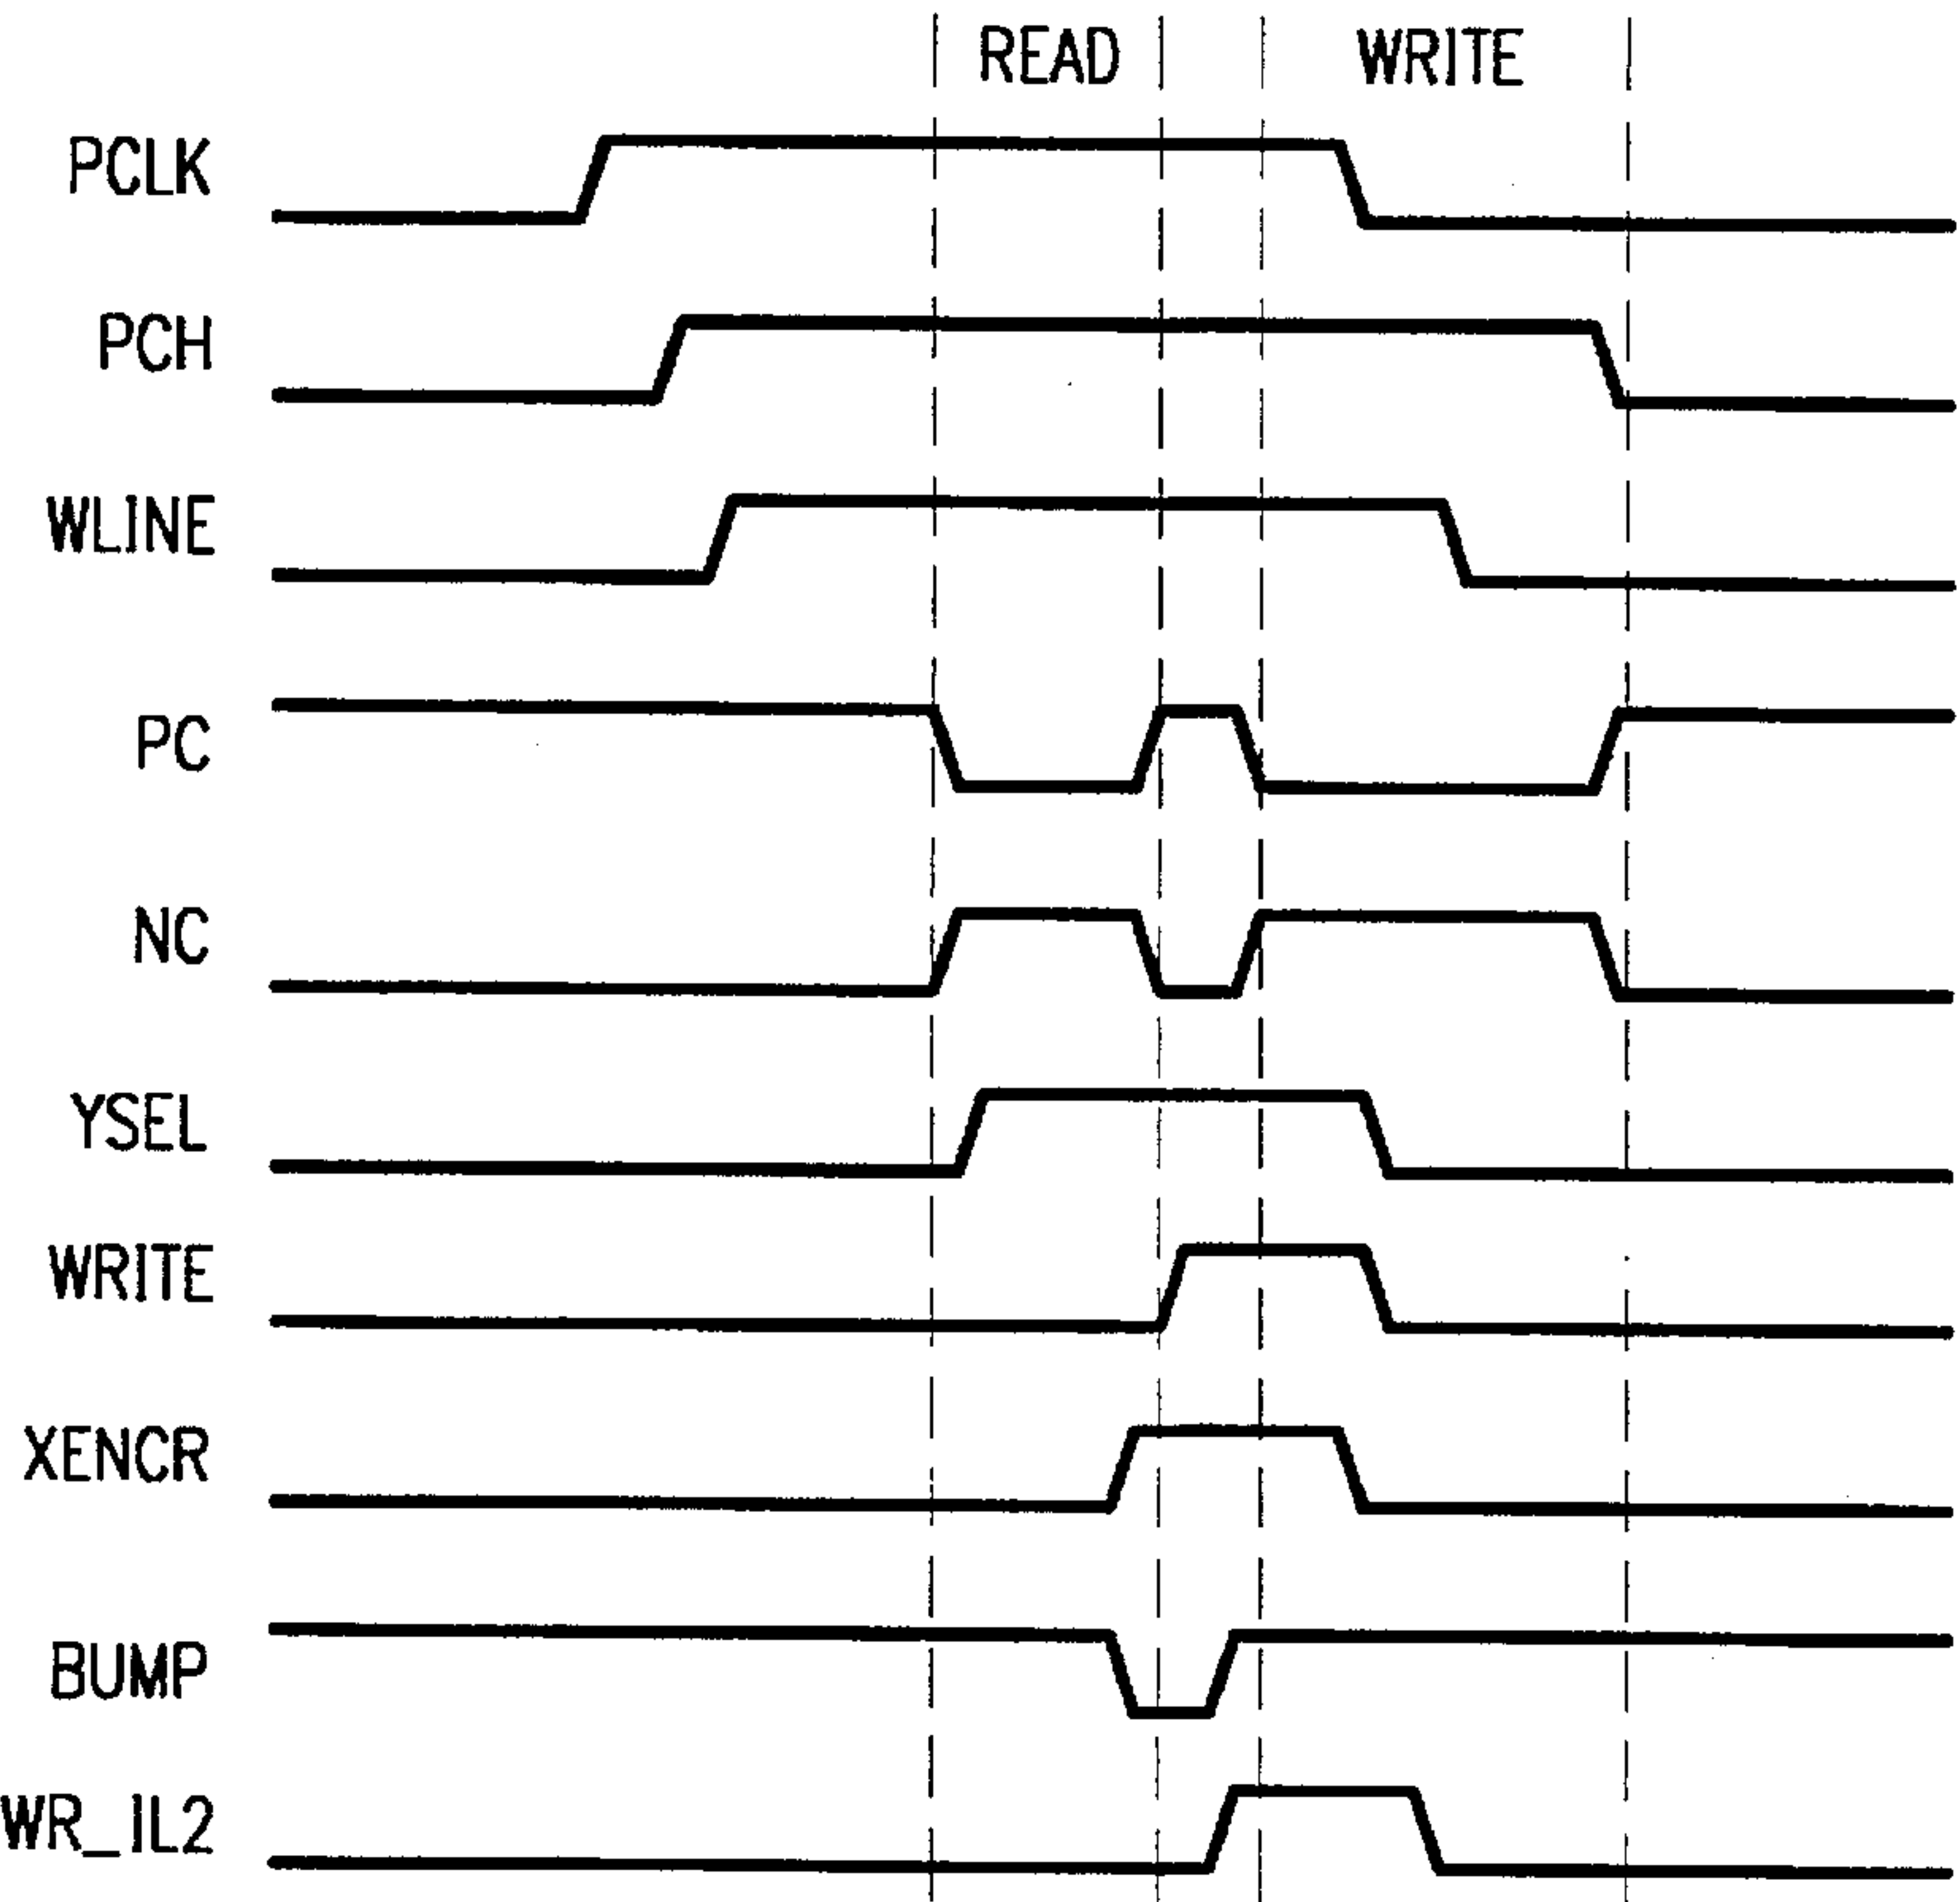 READ WRITE
PCLK
PCH
WLINE
PC
NC
YSEL
WRITE
XENCR
BUMP
WR_IL2